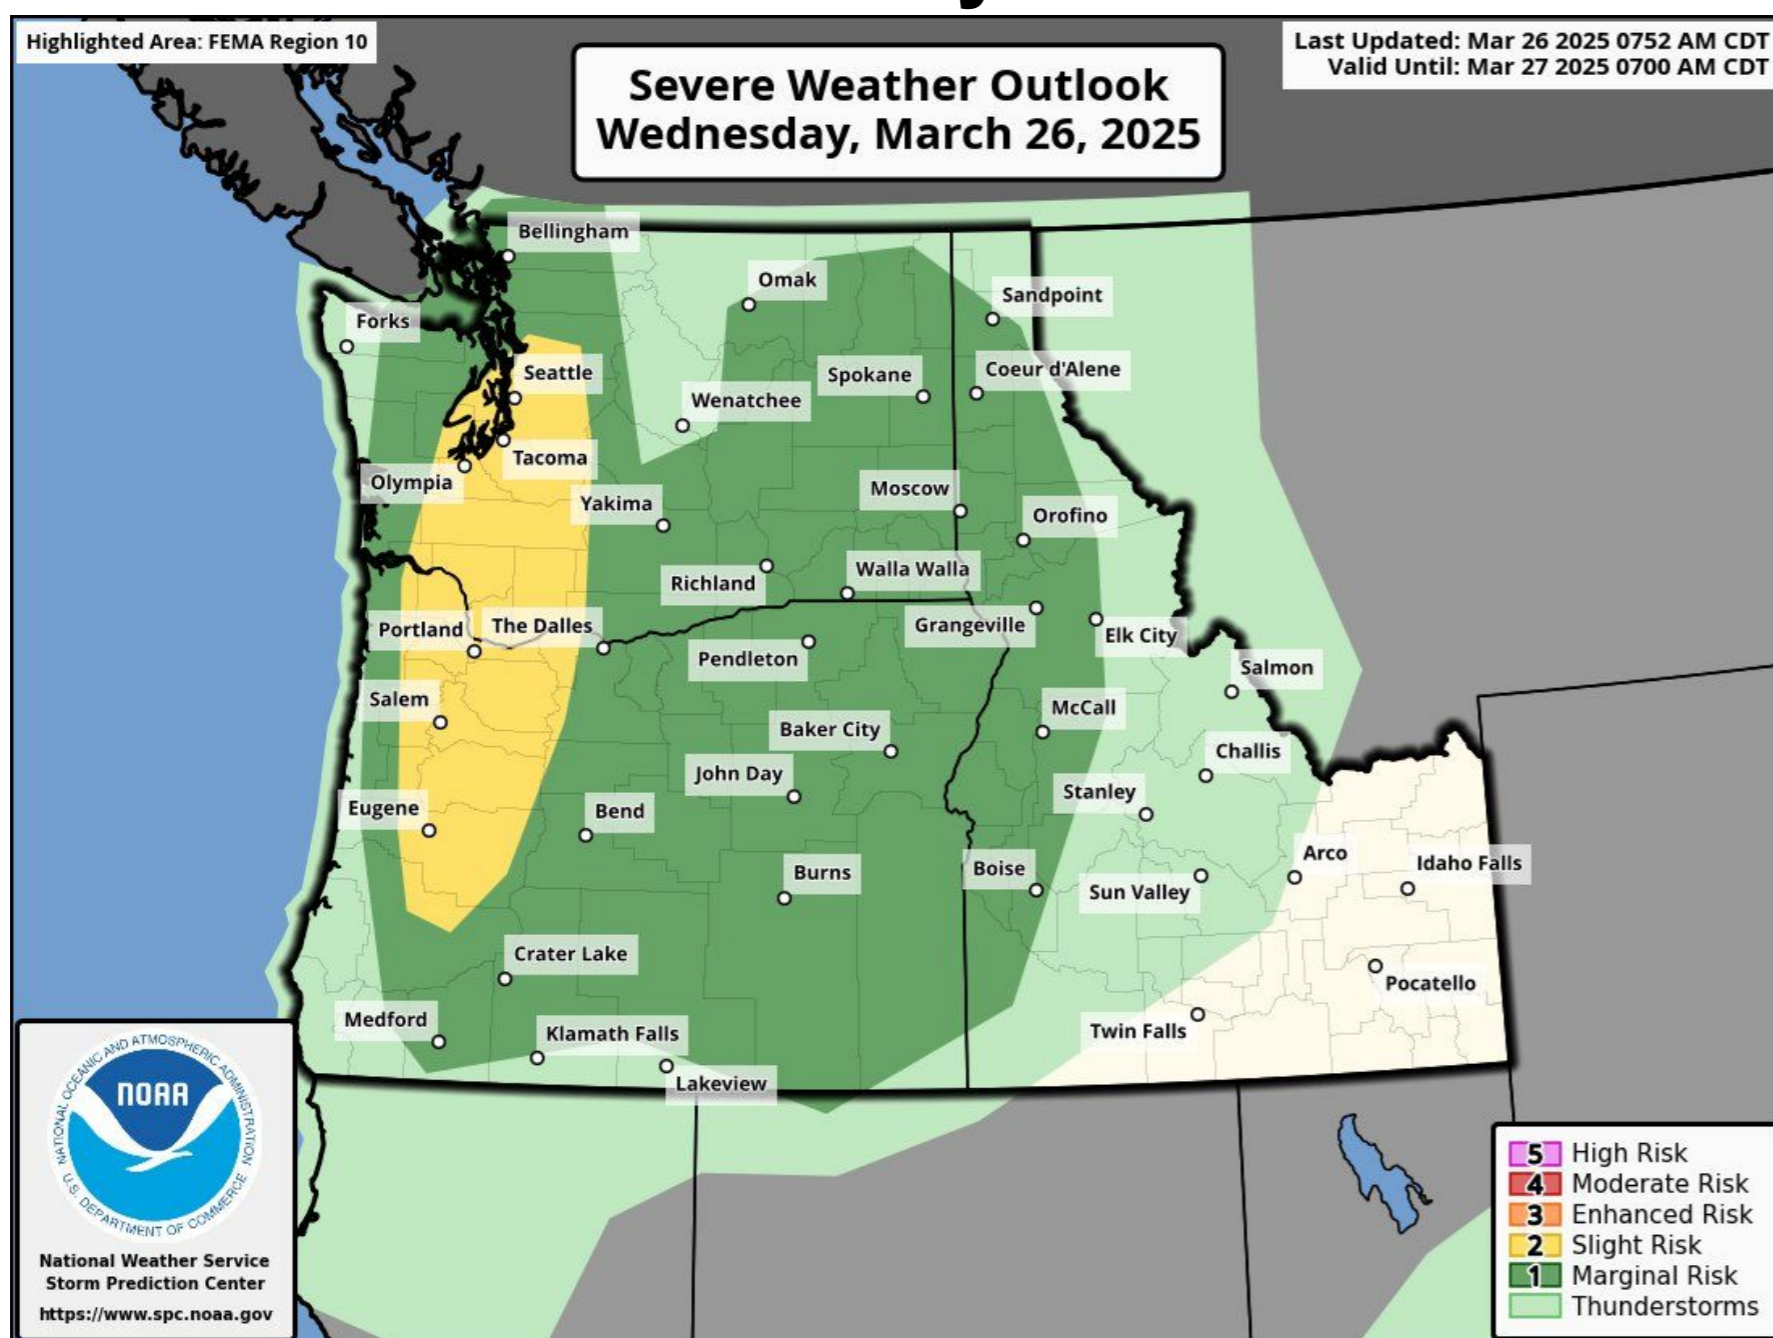 Highlighted Area: FEMA Region 10
Last Updated: Mar 26 2025 0752 AM CDT
Valid Until: Mar 27 2025 0700 AM CDT
Severe Weather Outlook
Wednesday, March 26, 2025
Bellingham
Omak
Sandpoint
Forks
Seattle
Spokane
Coeur d'Alene
Wenatchee
Tacoma
Olympia
Moscow
Yakima
Orofino
Richland
Walla Walla
Portland
The Dalles
Grangeville
Elk City
Pendleton
Salmon
Salem
McCall
Baker City
Challis
John Day
Stanley
Eugene
Bend
Arco
Idaho Falls
Burns
Boise
Sun Valley
Crater Lake
Pocatello
Medford
Klamath Falls
Twin Falls
Lakeview
NATIONAL OCEANIC AND ATMOSPHERIC ADMINISTRATION
NOAA
U.S. DEPARTMENT OF COMMERCE
National Weather Service
Storm Prediction Center
https://www.spc.noaa.gov
5 High Risk
4 Moderate Risk
3 Enhanced Risk
2 Slight Risk
1 Marginal Risk
Thunderstorms